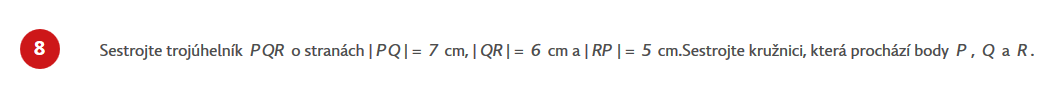 8 Sestrojte trojúhelník PQR o stranách |PQ| = 7 cm, |QR| = 6 cm a |RP| = 5 cm.Sestrojte kružnici, která prochází body P, Q a R.